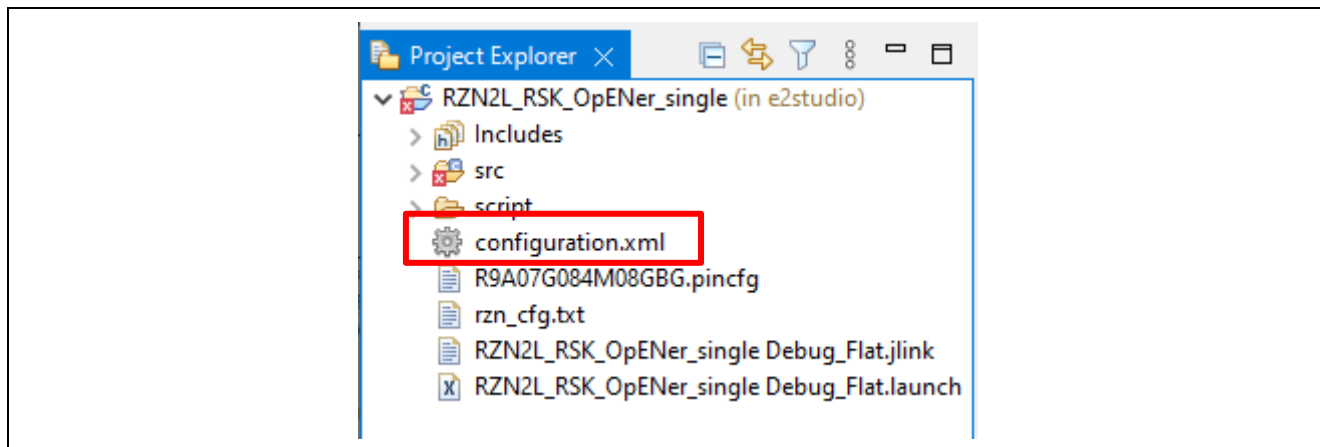 Project Explorer
RZN2L_RSK_OpENer_single (in e2studio)
Includes
src
script
configuration.xml
R9A07G084M08GBG.pincfg
rzn_cfg.txt
RZN2L_RSK_OpENer_single Debug_Flat.jlink
RZN2L_RSK_OpENer_single Debug_Flat.launch